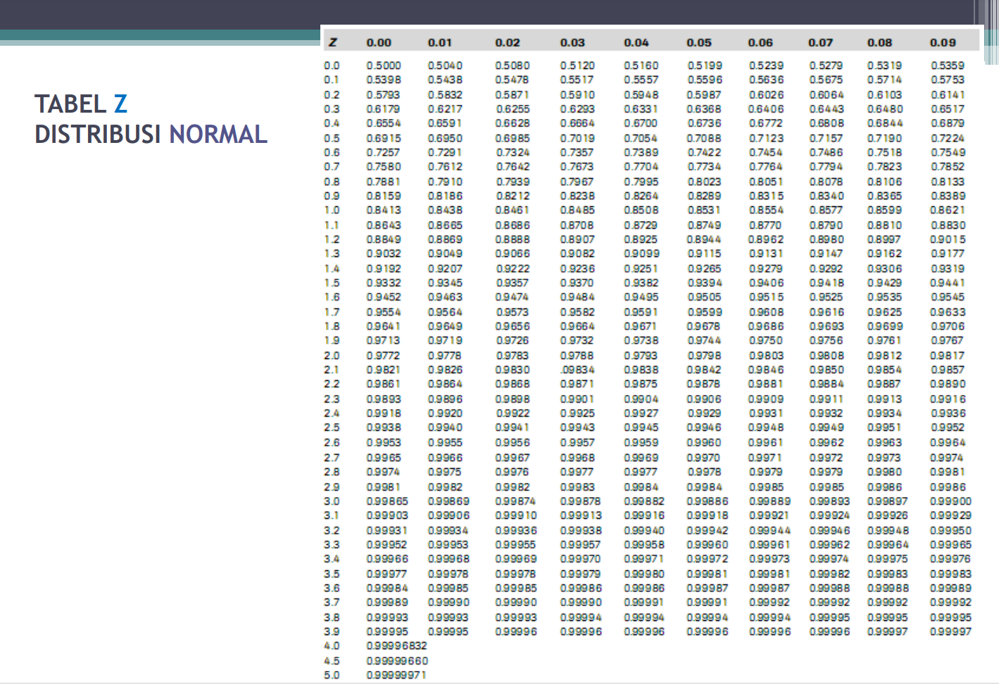 TABEL Z
DISTRIBUSI NORMAL
Z 0.00 0.01 0.02 0.03 0.04 0.05 0.06 0.07 0.08 0.09
0.0 0.5000 0.5040 0.5080 0.5120 0.5160 0.5199 0.5239 0.5279 0.5319 0.5359
0.1 0.5398 0.5438 0.5478 0.5517 0.5557 0.5596 0.5636 0.5675 0.5714 0.5753
0.2 0.5793 0.5832 0.5871 0.5910 0.5948 0.5987 0.6026 0.6064 0.6103 0.6141
0.3 0.6179 0.6217 0.6255 0.6293 0.6331 0.6368 0.6406 0.6443 0.6480 0.6517
0.4 0.6554 0.6591 0.6628 0.6664 0.6700 0.6736 0.6772 0.6808 0.6844 0.6879
0.5 0.6915 0.6950 0.6985 0.7019 0.7054 0.7088 0.7123 0.7157 0.7190 0.7224
0.6 0.7257 0.7291 0.7324 0.7357 0.7389 0.7422 0.7454 0.7486 0.7518 0.7549
0.7 0.7580 0.7612 0.7642 0.7673 0.7704 0.7734 0.7764 0.7794 0.7823 0.7852
0.8 0.7881 0.7910 0.7939 0.7967 0.7995 0.8023 0.8051 0.8078 0.8106 0.8133
0.9 0.8159 0.8186 0.8212 0.8238 0.8264 0.8289 0.8315 0.8340 0.8365 0.8389
1.0 0.8413 0.8438 0.8461 0.8485 0.8508 0.8531 0.8554 0.8577 0.8599 0.8621
1.1 0.8643 0.8665 0.8686 0.8708 0.8729 0.8749 0.8770 0.8790 0.8810 0.8830
1.2 0.8849 0.8869 0.8888 0.8907 0.8925 0.8944 0.8962 0.8980 0.8997 0.9015
1.3 0.9032 0.9049 0.9066 0.9082 0.9099 0.9115 0.9131 0.9147 0.9162 0.9177
1.4 0.9192 0.9207 0.9222 0.9236 0.9251 0.9265 0.9279 0.9292 0.9306 0.9319
1.5 0.9332 0.9345 0.9357 0.9370 0.9382 0.9394 0.9406 0.9418 0.9429 0.9441
1.6 0.9452 0.9463 0.9474 0.9484 0.9495 0.9505 0.9515 0.9525 0.9535 0.9545
1.7 0.9554 0.9564 0.9573 0.9582 0.9591 0.9599 0.9608 0.9616 0.9625 0.9633
1.8 0.9641 0.9649 0.9656 0.9664 0.9671 0.9678 0.9686 0.9693 0.9699 0.9706
1.9 0.9713 0.9719 0.9726 0.9732 0.9738 0.9744 0.9750 0.9756 0.9761 0.9767
2.0 0.9772 0.9778 0.9783 0.9788 0.9793 0.9798 0.9803 0.9808 0.9812 0.9817
2.1 0.9821 0.9826 0.9830 .09834 0.9838 0.9842 0.9846 0.9850 0.9854 0.9857
2.2 0.9861 0.9864 0.9868 0.9871 0.9875 0.9878 0.9881 0.9884 0.9887 0.9890
2.3 0.9893 0.9896 0.9898 0.9901 0.9904 0.9906 0.9909 0.9911 0.9913 0.9916
2.4 0.9918 0.9920 0.9922 0.9925 0.9927 0.9929 0.9931 0.9932 0.9934 0.9936
2.5 0.9938 0.9940 0.9941 0.9943 0.9945 0.9946 0.9948 0.9949 0.9951 0.9952
2.6 0.9953 0.9955 0.9956 0.9957 0.9959 0.9960 0.9961 0.9962 0.9963 0.9964
2.7 0.9965 0.9966 0.9967 0.9968 0.9969 0.9970 0.9971 0.9972 0.9973 0.9974
2.8 0.9974 0.9975 0.9976 0.9977 0.9977 0.9978 0.9979 0.9979 0.9980 0.9981
2.9 0.9981 0.9982 0.9982 0.9983 0.9984 0.9984 0.9985 0.9985 0.9986 0.9986
3.0 0.99865 0.99869 0.99874 0.99878 0.99882 0.99886 0.99889 0.99893 0.99897 0.99900
3.1 0.99903 0.99906 0.99910 0.99913 0.99916 0.99918 0.99921 0.99924 0.99926 0.99929
3.2 0.99931 0.99934 0.99936 0.99938 0.99940 0.99942 0.99944 0.99946 0.99948 0.99950
3.3 0.99952 0.99953 0.99955 0.99957 0.99958 0.99960 0.99961 0.99962 0.99964 0.99965
3.4 0.99966 0.99968 0.99969 0.99970 0.99971 0.99972 0.99973 0.99974 0.99975 0.99976
3.5 0.99977 0.99978 0.99978 0.99979 0.99980 0.99981 0.99981 0.99982 0.99983 0.99983
3.6 0.99984 0.99985 0.99985 0.99986 0.99986 0.99987 0.99987 0.99988 0.99988 0.99989
3.7 0.99989 0.99990 0.99990 0.99990 0.99991 0.99991 0.99992 0.99992 0.99992 0.99992
3.8 0.99993 0.99993 0.99993 0.99994 0.99994 0.99994 0.99994 0.99995 0.99995 0.99995
3.9 0.99995 0.99995 0.99996 0.99996 0.99996 0.99996 0.99996 0.99996 0.99997 0.99997
4.0 0.99996832
4.5 0.99999660
5.0 0.99999971